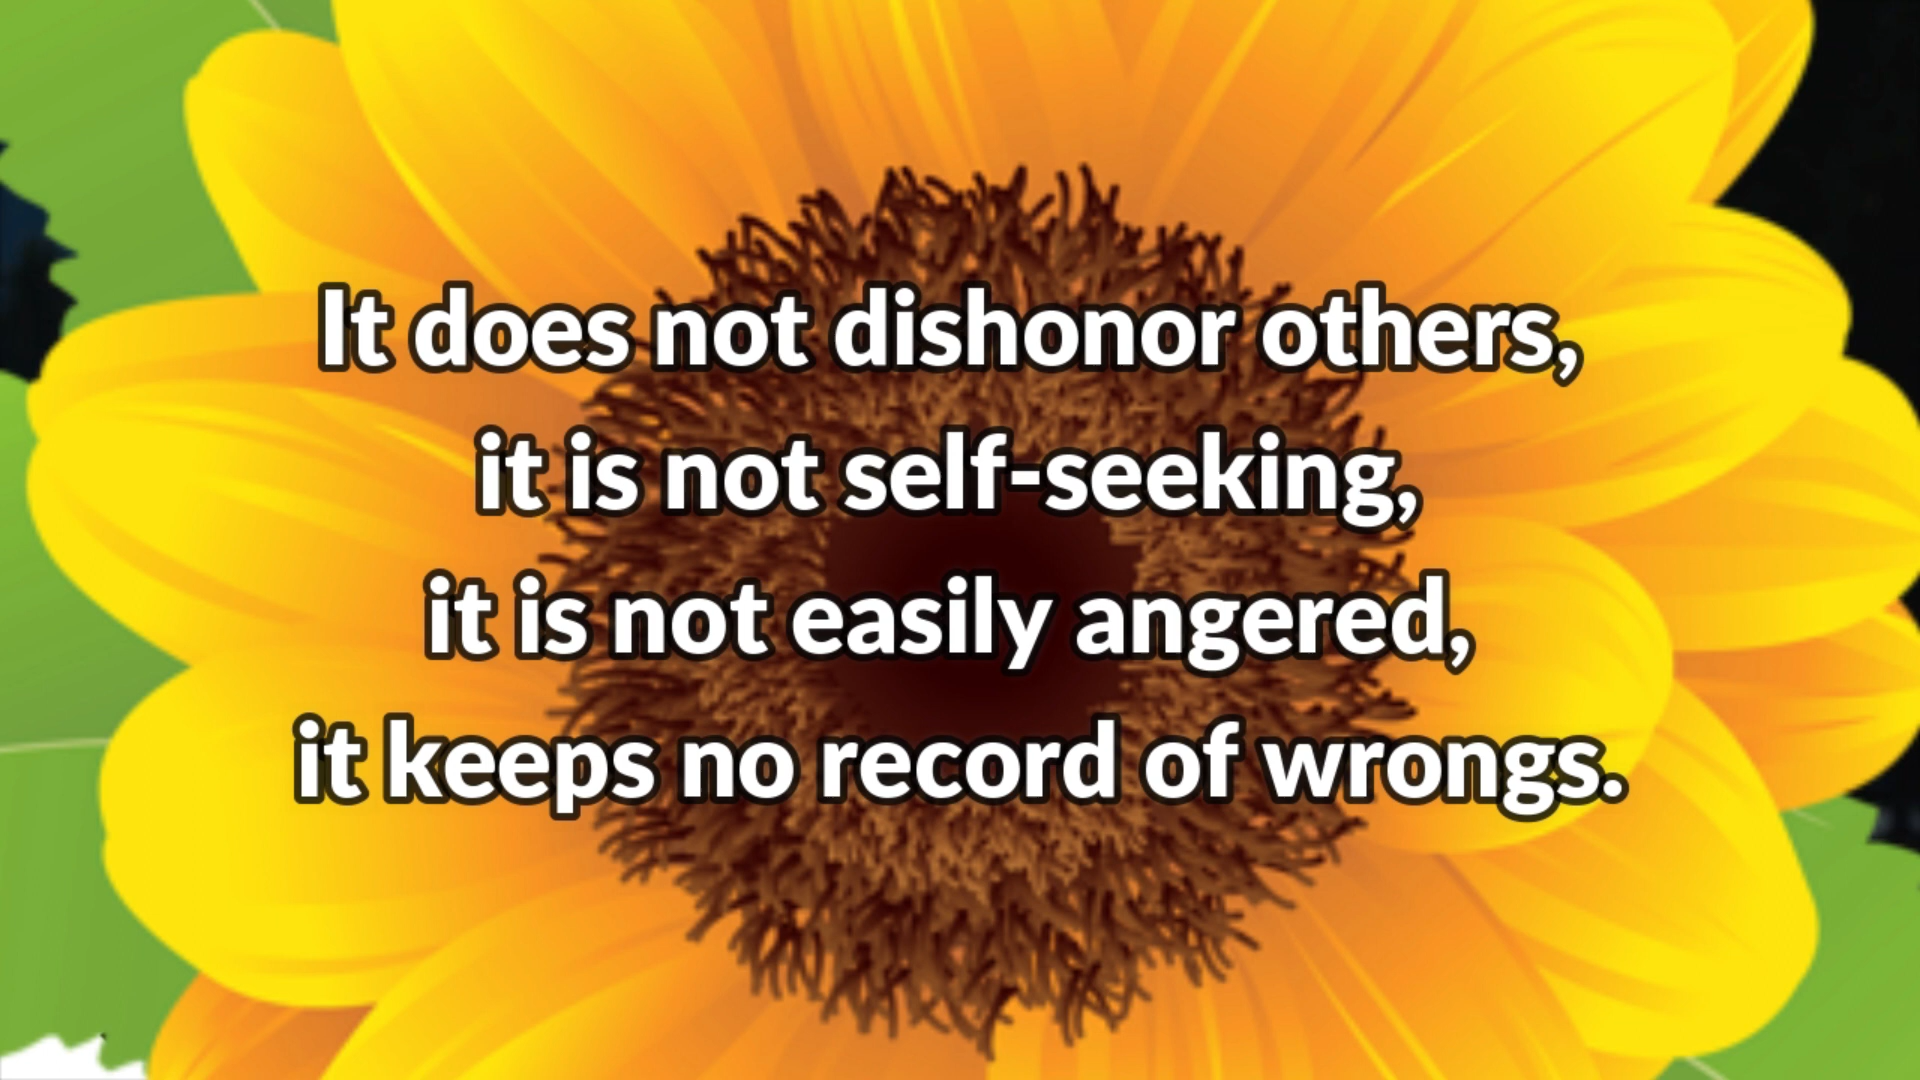 It does not dishonor others,
it is not self-seeking,
it is not easily angered,
it keeps no record of wrongs.